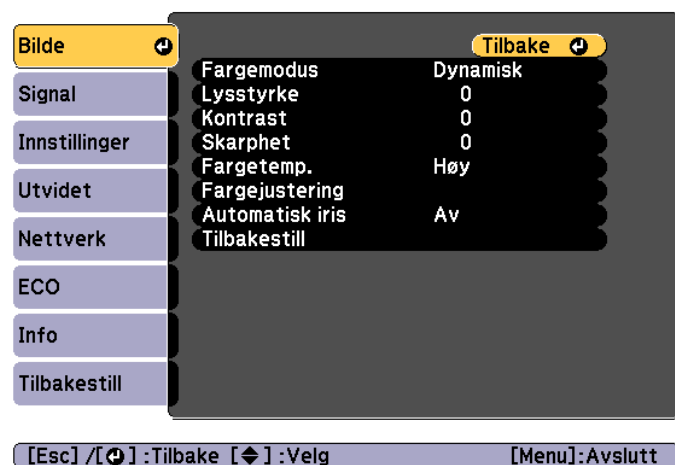 Bilde
Signal
Innstillinger
Utvidet
Nettverk
ECO
Info
Tilbakestill
Tilbake
Fargemodus Dynamisk
Lysstyrke 0
Kontrast 0
Skarphet 0
Fargetemp. Høy
Fargejustering
Automatisk iris Av
Tilbakestill
[Esc] /[ ] :Tilbake [ ] :Velg [Menu]:Avslutt